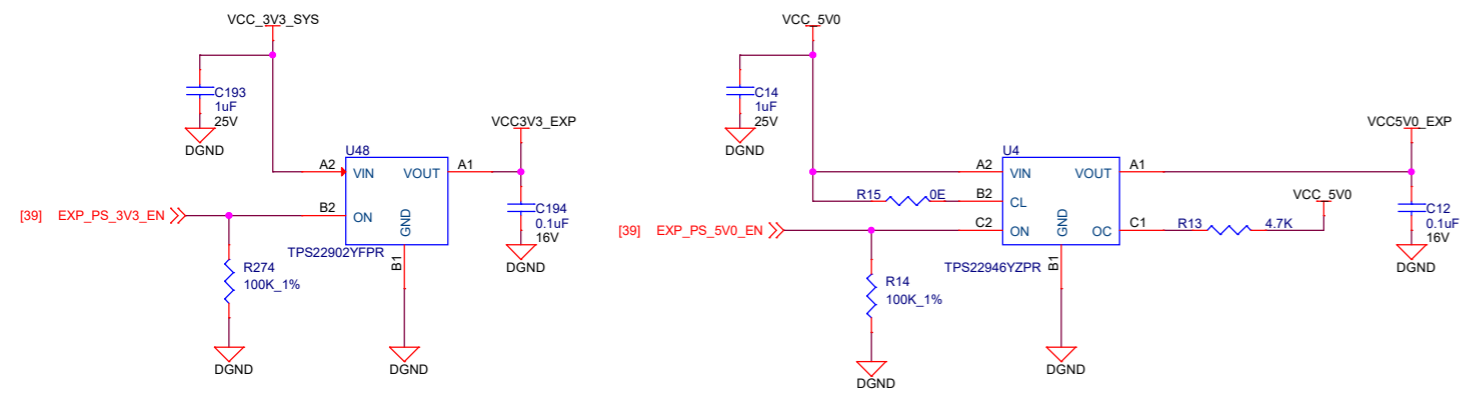 VCC_3V3_SYS
C193
1uF
25V
DGND
VCC3V3_EXP
U48
A2
VIN
VOUT
A1
[39] EXP_PS_3V3_EN
B2
ON
GND
C194
0.1uF
16V
DGND
TPS22902YFPR
B1
R274
100K_1%
DGND
DGND
VCC_5V0
C14
1uF
25V
DGND
VCC5V0_EXP
U4
A2
VIN
VOUT
A1
R15
0E
B2
CL
VCC_5V0
[39] EXP_PS_5V0_EN
C2
ON
GND
OC
C1
R13
4.7K
C12
0.1uF
16V
DGND
TPS22946YZPR
B1
R14
100K_1%
DGND
DGND